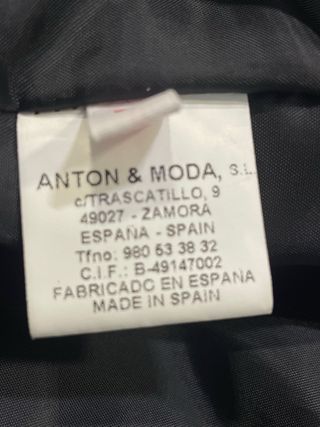 ANTON & MODA, S.L.
c/TRASCATILLO, 9
49027 - ZAMORA
ESPAÑA - SPAIN
Tfno: 980 53 38 32
C.I.F.: B-49147002
FABRICADO EN ESPAÑA
MADE IN SPAIN